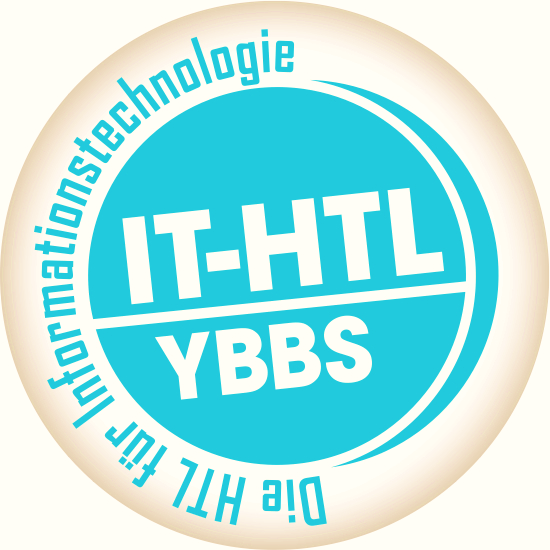 Die HTL für Informationstechnologie
IT-HTL
YBBS